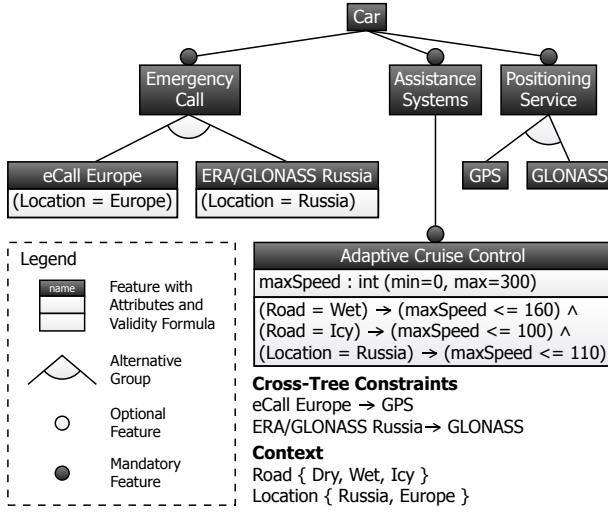 Car
Emergency
Call
Assistance
Systems
Positioning
Service
eCall Europe
(Location = Europe)
ERA/GLONASS Russia
(Location = Russia)
GPS
GLONASS
Adaptive Cruise Control
maxSpeed : int (min=0, max=300)
(Road = Wet) → (maxSpeed <= 160) ∧
(Road = Icy) → (maxSpeed <= 100) ∧
(Location = Russia) → (maxSpeed <= 110)
Legend
name
Feature with
Attributes and
Validity Formula
Alternative
Group
Optional
Feature
Mandatory
Feature
Cross-Tree Constraints
eCall Europe → GPS
ERA/GLONASS Russia → GLONASS
Context
Road { Dry, Wet, Icy }
Location { Russia, Europe }